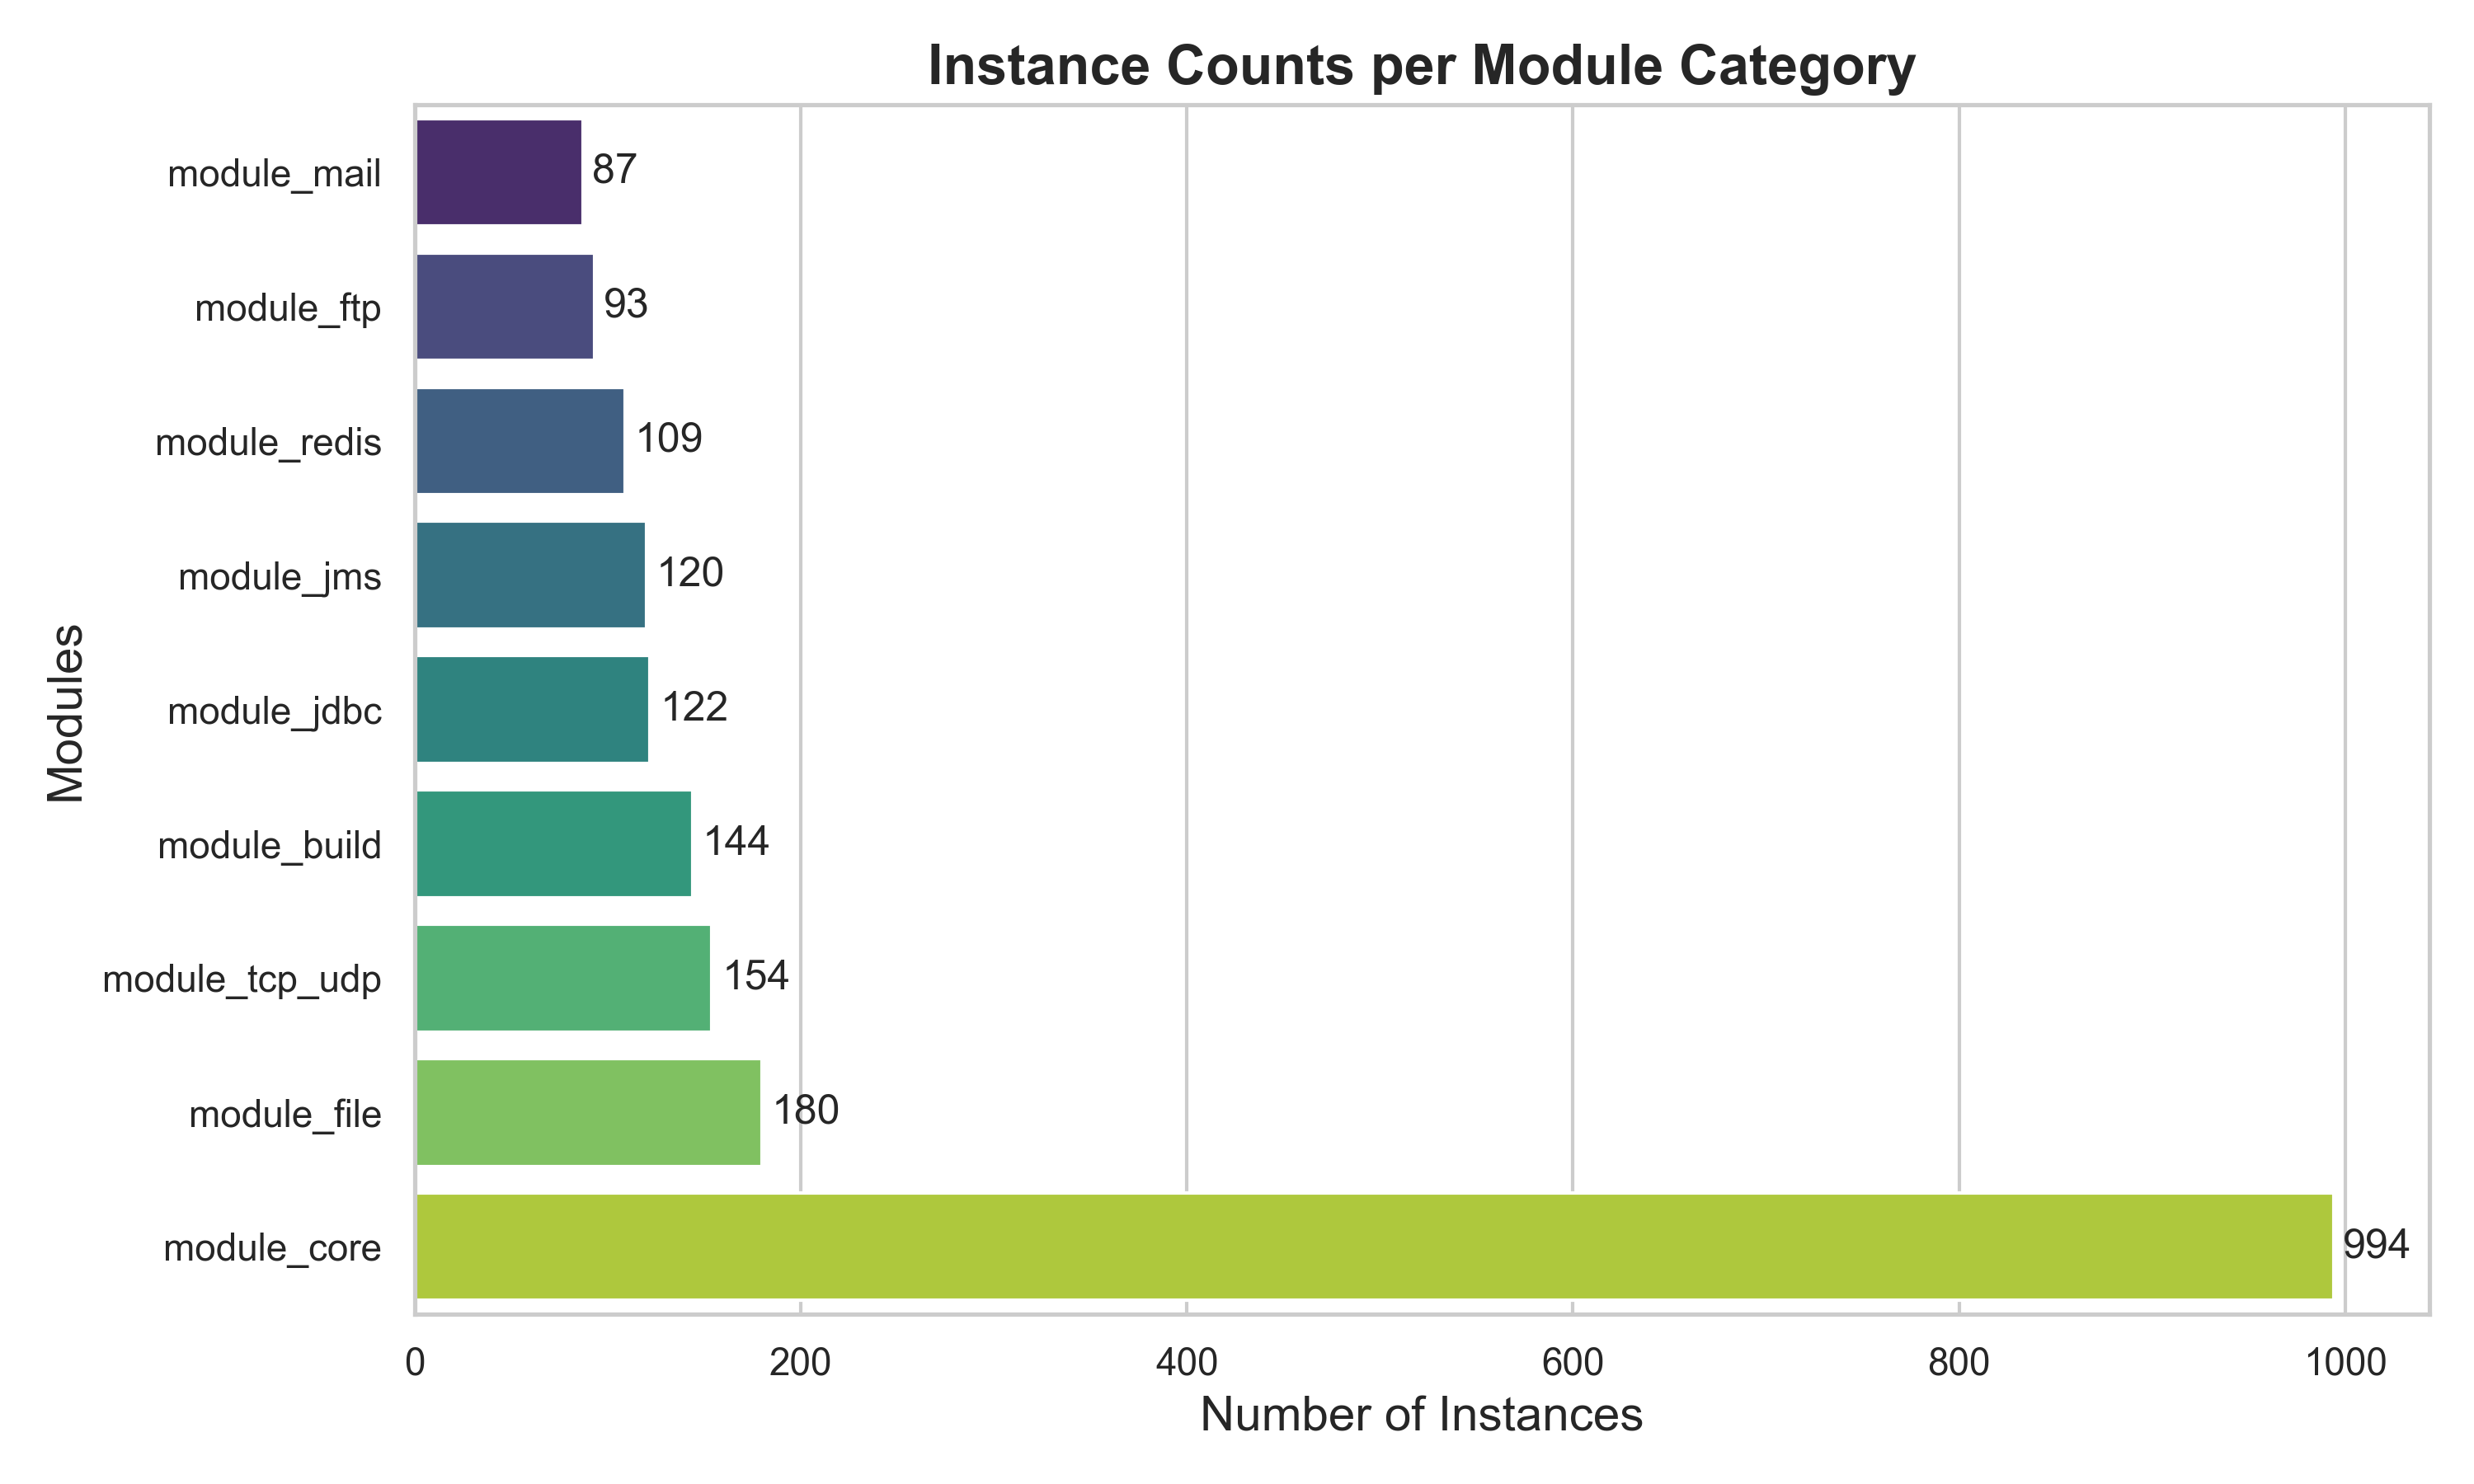 Instance Counts per Module Category
module_mail 87
module_ftp 93
module_redis 109
module_jms 120
module_jdbc 122
module_build 144
module_tcp_udp 154
module_file 180
module_core 994
Modules
0 200 400 600 800 1000
Number of Instances